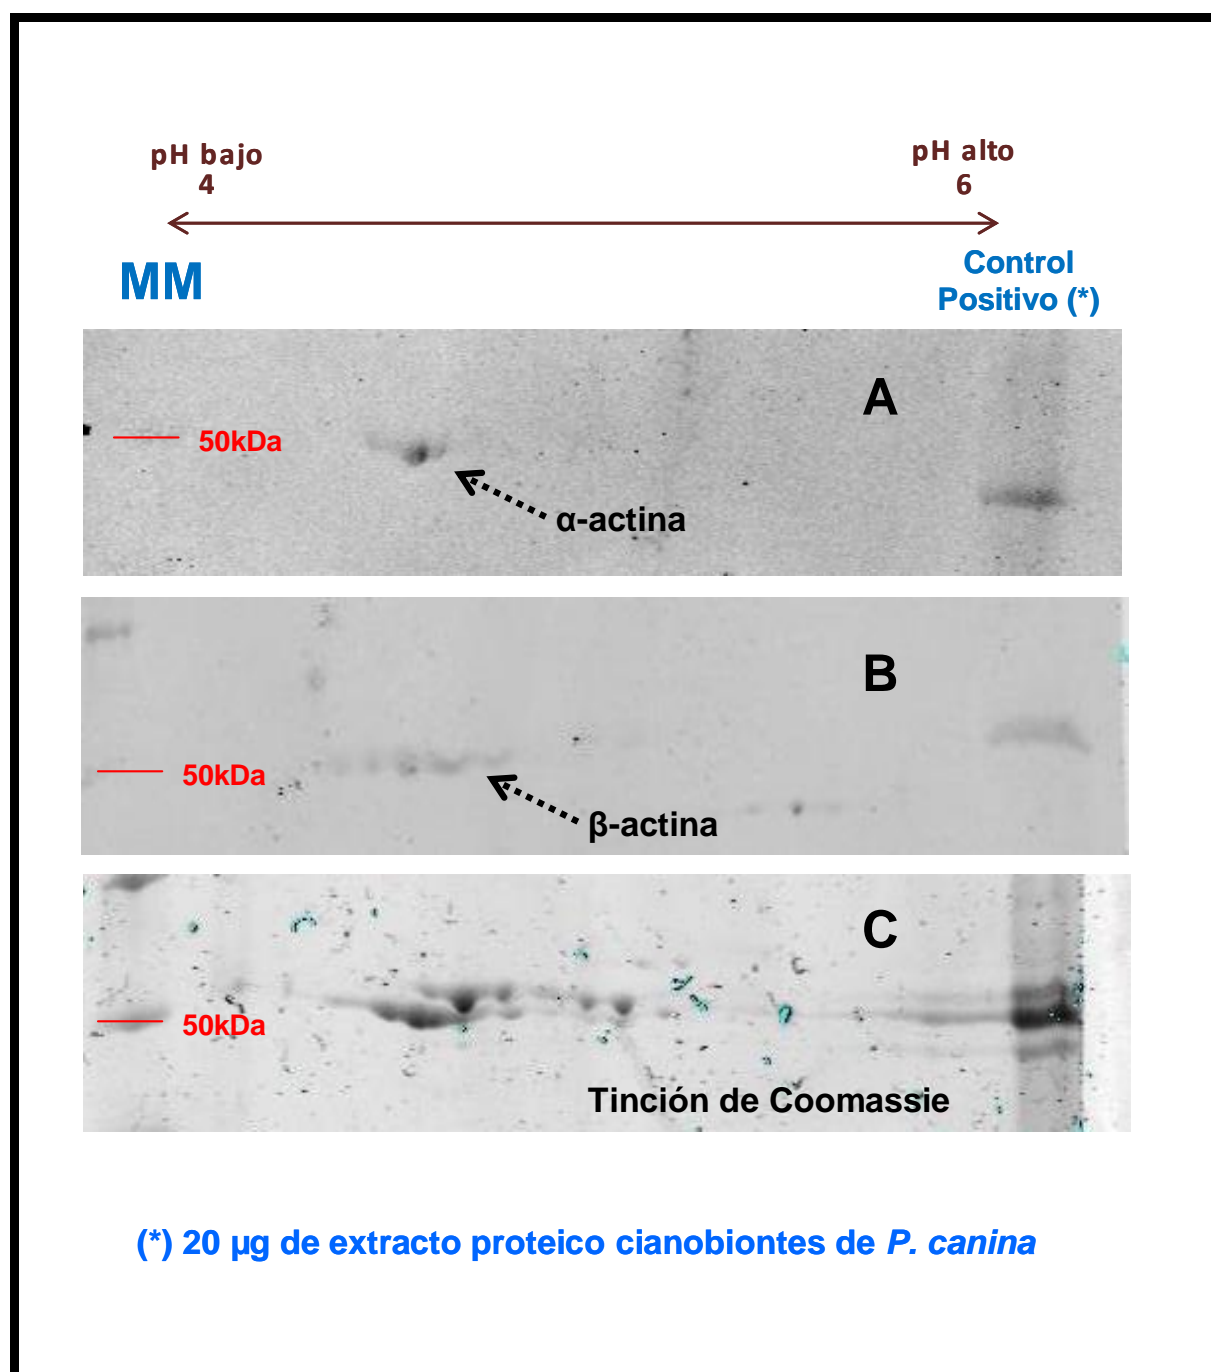 pH bajo
4
pH alto
6
MM
Control
Positivo (*)
A
50kDa
α-actina
B
50kDa
β-actina
C
50kDa
Tinción de Coomassie
(*) 20 µg de extracto proteico cianobiontes de P. canina